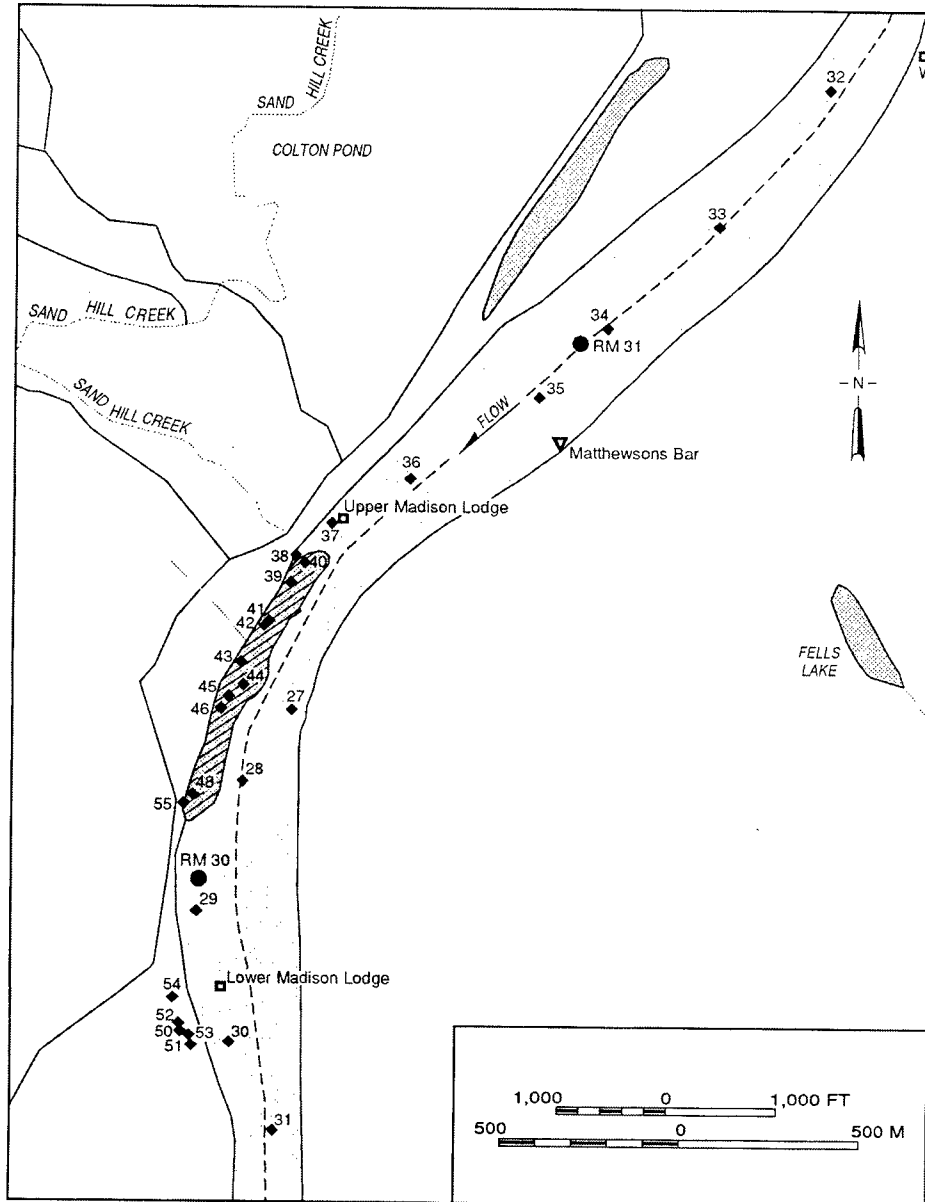 SAND
HILL CREEK
COLTON POND
32
V
33
SAND
HILL CREEK
34
RM 31
SAND
HILL CREEK
35
FLOW
-N-
Matthewsons Bar
36
Upper Madison Lodge
37
38
40
39
41
42
43
44
45
46
27
FELLS
LAKE
28
48
55
RM 30
29
Lower Madison Lodge
54
52
50
53
51
30
31
1,000
0
1,000 FT
500
0
500 M